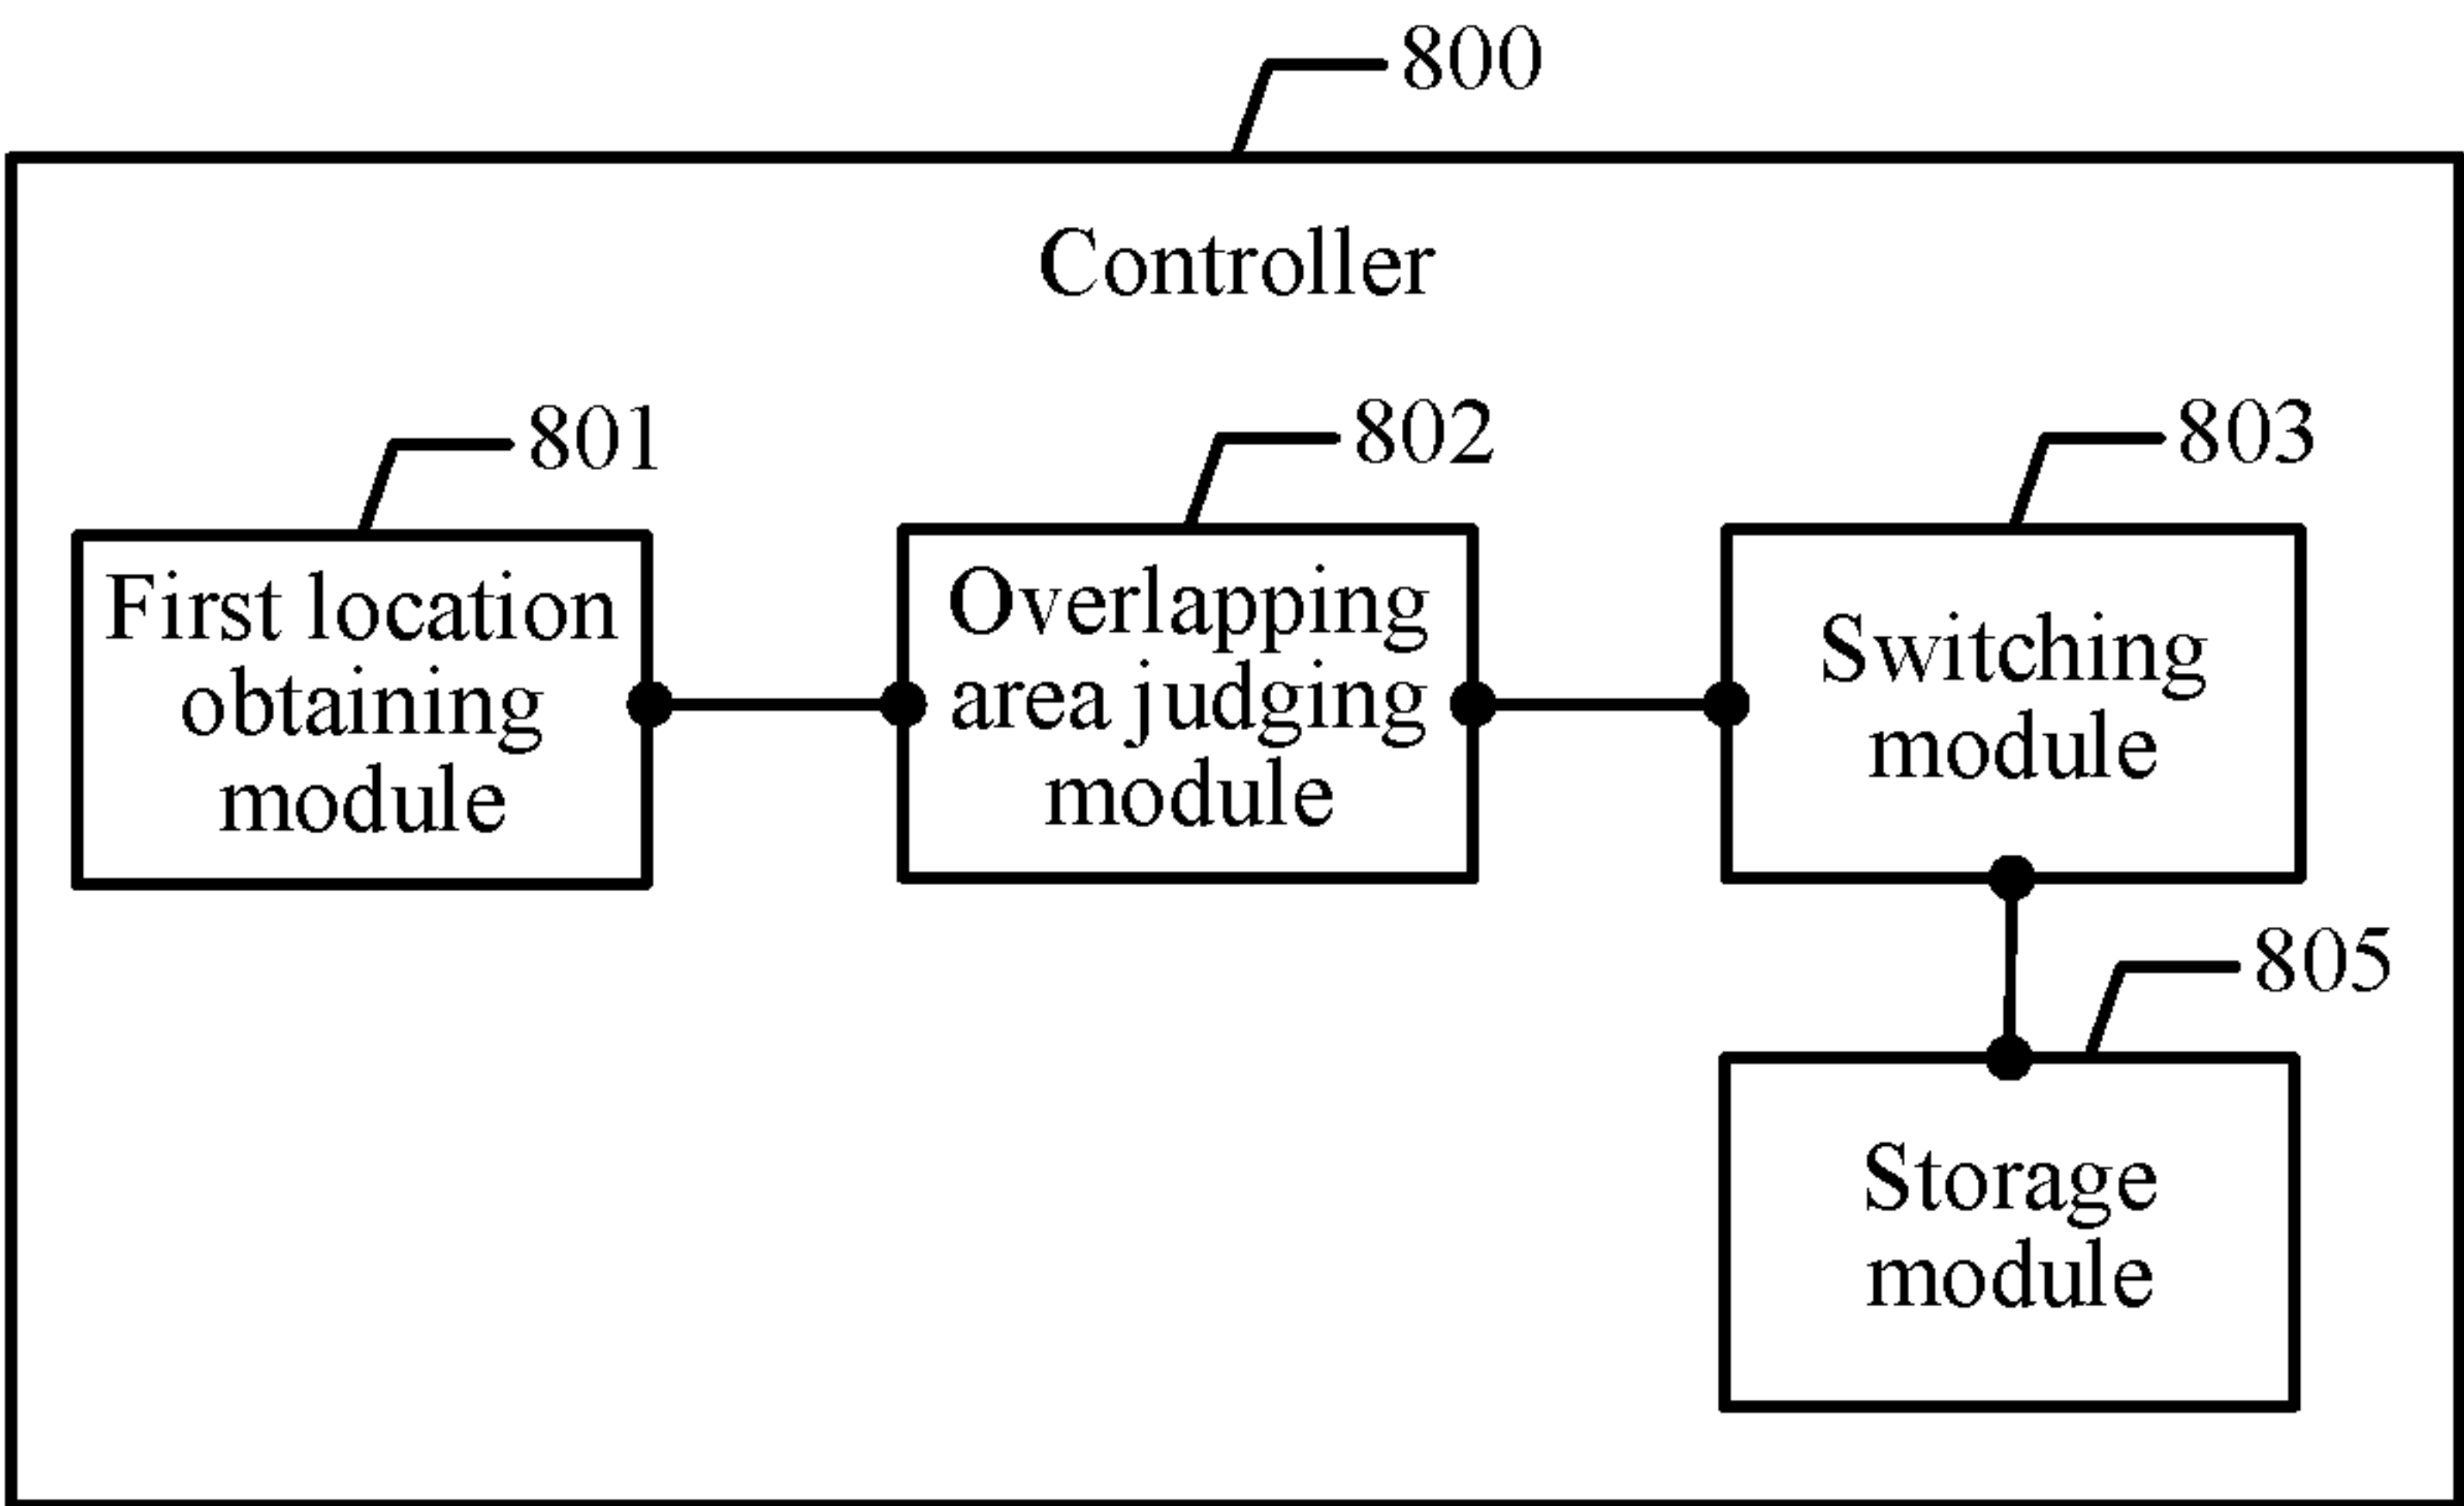 800
Controller
801
802
803
First location
obtaining
module
Overlapping
area judging
module
Switching
module
805
Storage
module